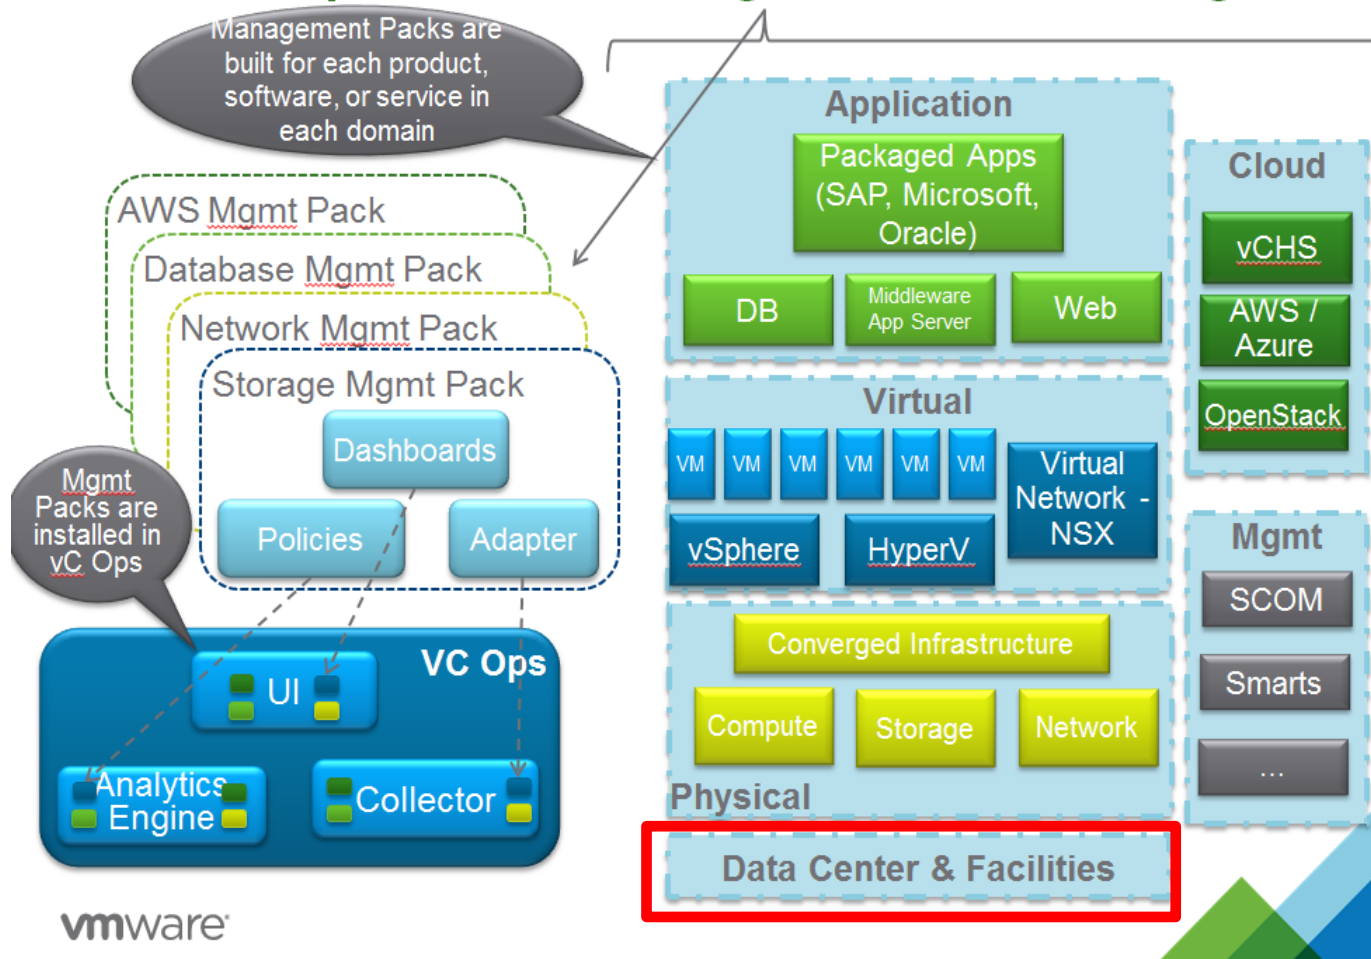 Management Packs are
built for each product,
software, or service in
each domain
AWS Mgmt Pack
Database Mgmt Pack
Network Mgmt Pack
Storage Mgmt Pack
Dashboards
Policies
Adapter
Mgmt
Packs are
installed in
vC Ops
VC Ops
UI
Analytics
Engine
Collector
vmware
Application
Packaged Apps
(SAP, Microsoft,
Oracle)
DB
Middleware
App Server
Web
Virtual
VM VM VM VM VM VM
Virtual
Network -
NSX
vSphere
HyperV
Converged Infrastructure
Compute
Storage
Network
Physical
Data Center & Facilities
Cloud
vCHS
AWS /
Azure
OpenStack
Mgmt
SCOM
Smarts
...